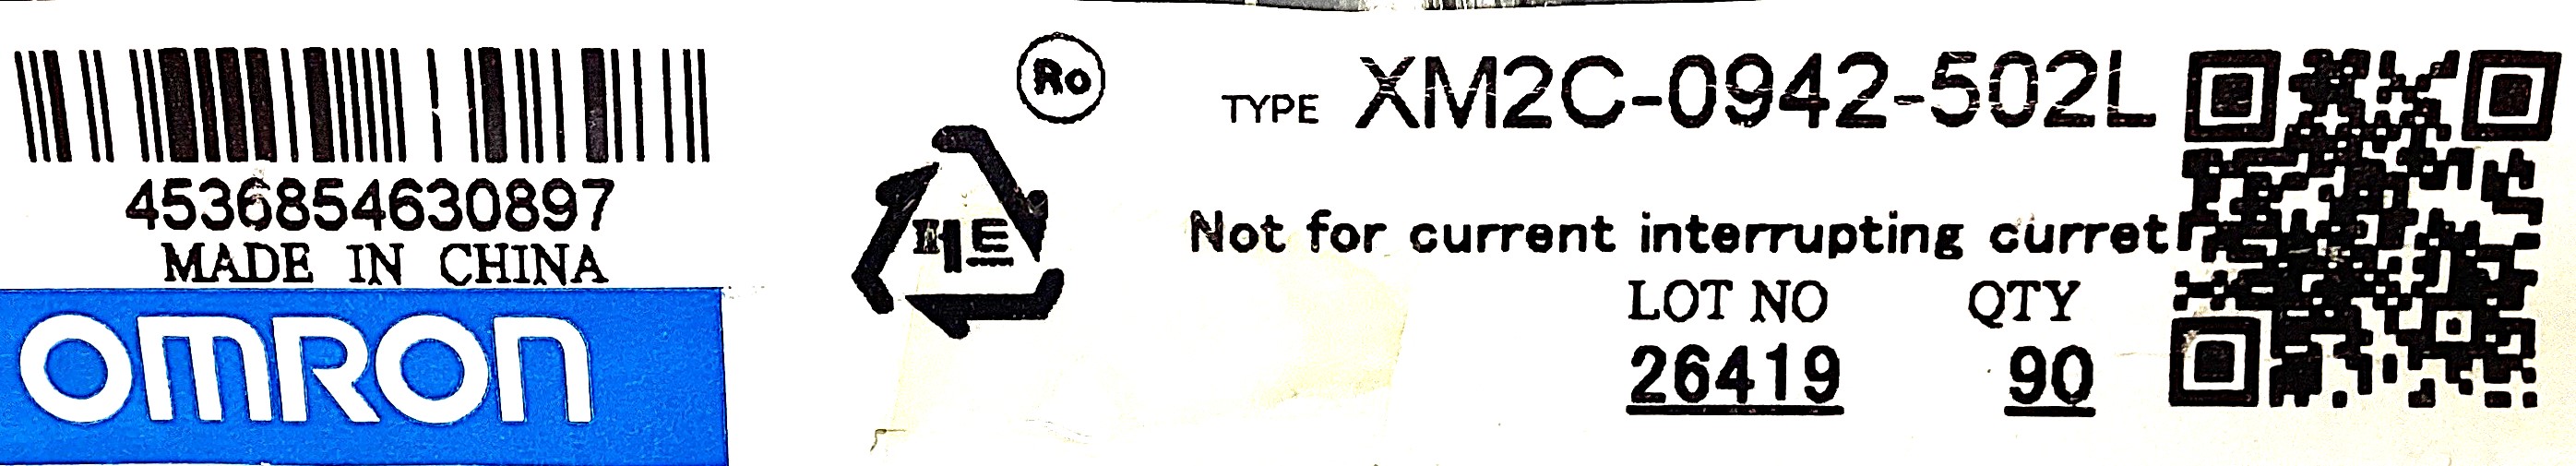 4536854630897
MADE IN CHINA
OMRON
Ro
TYPE XM2C-0942-502L
Not for current interrupting curret
LOT NO QTY
26419 90